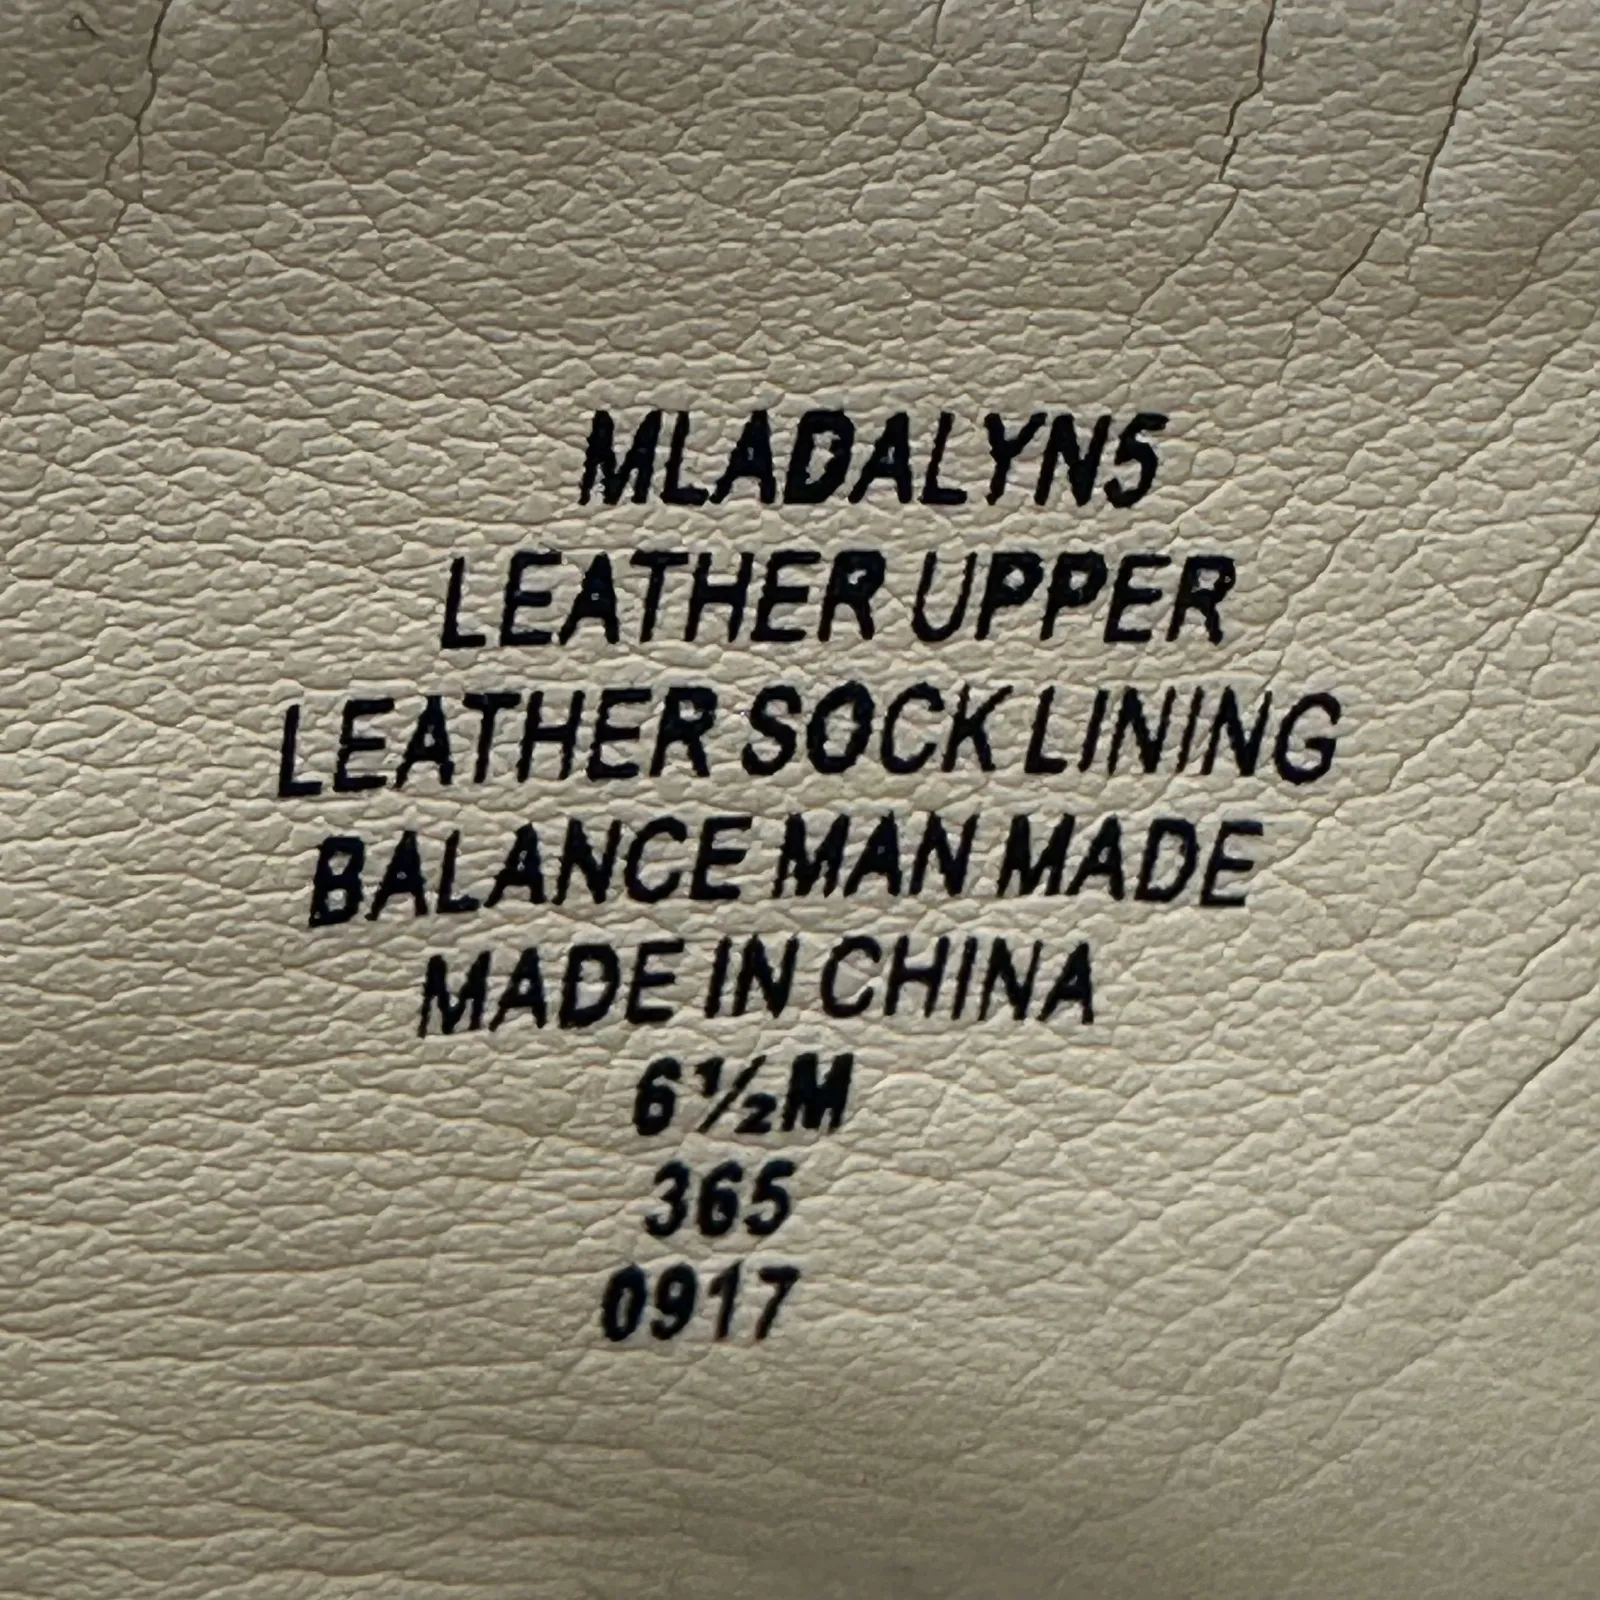 MLADALYN5
LEATHER UPPER
LEATHER SOCK LINING
BALANCE MAN MADE
MADE IN CHINA
6½M
365
0917